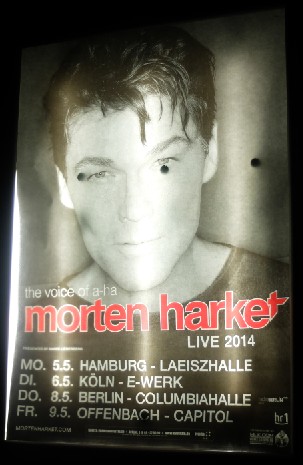 the voice of a-ha
morten harket
LIVE 2014
MO. 5.5. HAMBURG - LAEISZHALLE
DI. 6.5. KÖLN - E-WERK
DO. 8.5. BERLIN - COLUMBIAHALLE
FR. 9.5. OFFENBACH - CAPITOL
MORTENHARKET.COM
hr1